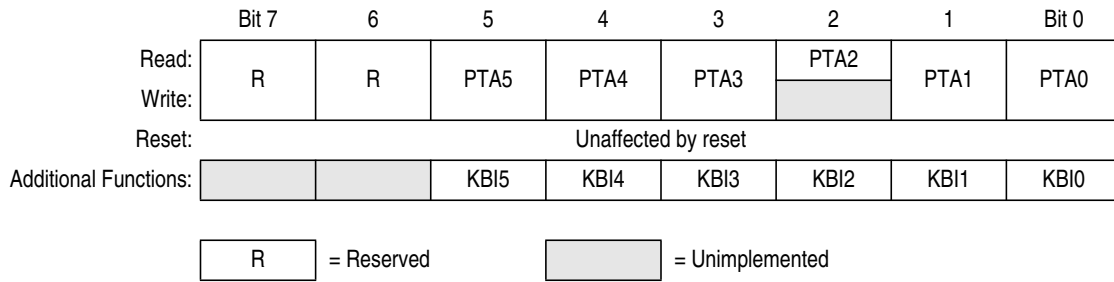 Bit 7 6 5 4 3 2 1 Bit 0
Read: R R PTA5 PTA4 PTA3 PTA2 PTA1 PTA0
Write:
Reset: Unaffected by reset
Additional Functions: KBI5 KBI4 KBI3 KBI2 KBI1 KBI0
R = Reserved = Unimplemented